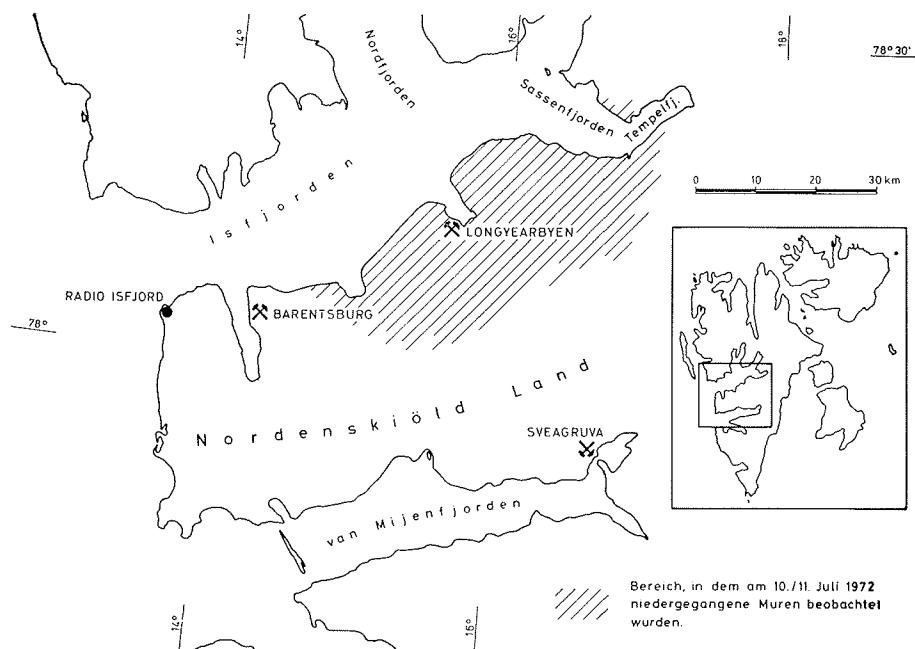 14°
16°
18°
78° 30'
Nordfjorden
Sassenfjorden
Tempelfj.
Isfjorden
0 10 20 30 km
LONGYEARBYEN
RADIO ISFJORD
BARENTSBURG
78°
Nordenskiöld Land
SVEAGRUVA
van Mijenfjorden
14°
16°
Bereich, in dem am 10./11. Juli 1972
niedergegangene Muren beobachtet
wurden.